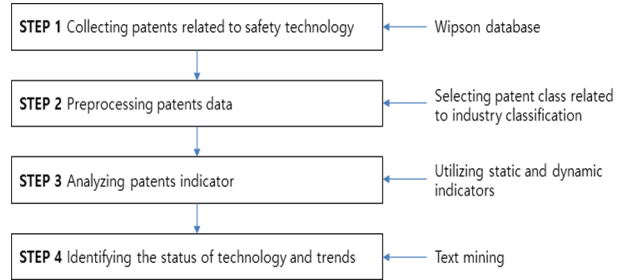 STEP 1 Collecting patents related to safety technology
Wipson database
STEP 2 Preprocessing patents data
Selecting patent class related
to industry classification
STEP 3 Analyzing patents indicator
Utilizing static and dynamic
indicators
STEP 4 Identifying the status of technology and trends
Text mining